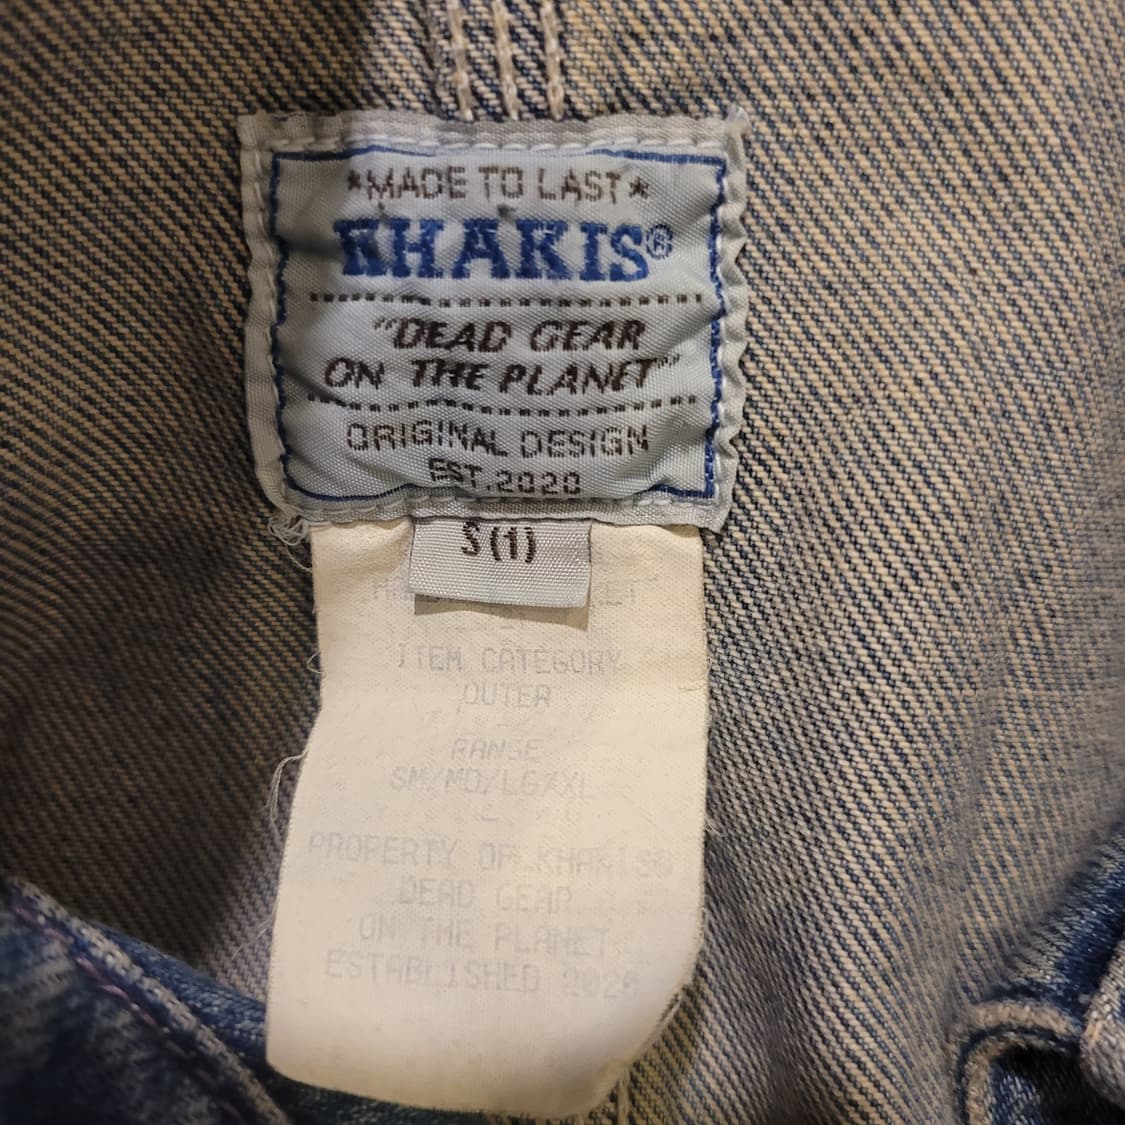 *MADE TO LAST*
KHAKIS®
"DEAD GEAR
ON THE PLANET"
ORIGINAL DESIGN
EST.2020
S (1)
ITEM CATEGORY
OUTER
-
RANGE
SM/MD/LG/XL
-
PROPERTY OF KHAKIS®
DEAD GEAR
ON THE PLANET
ESTABLISHED 2020